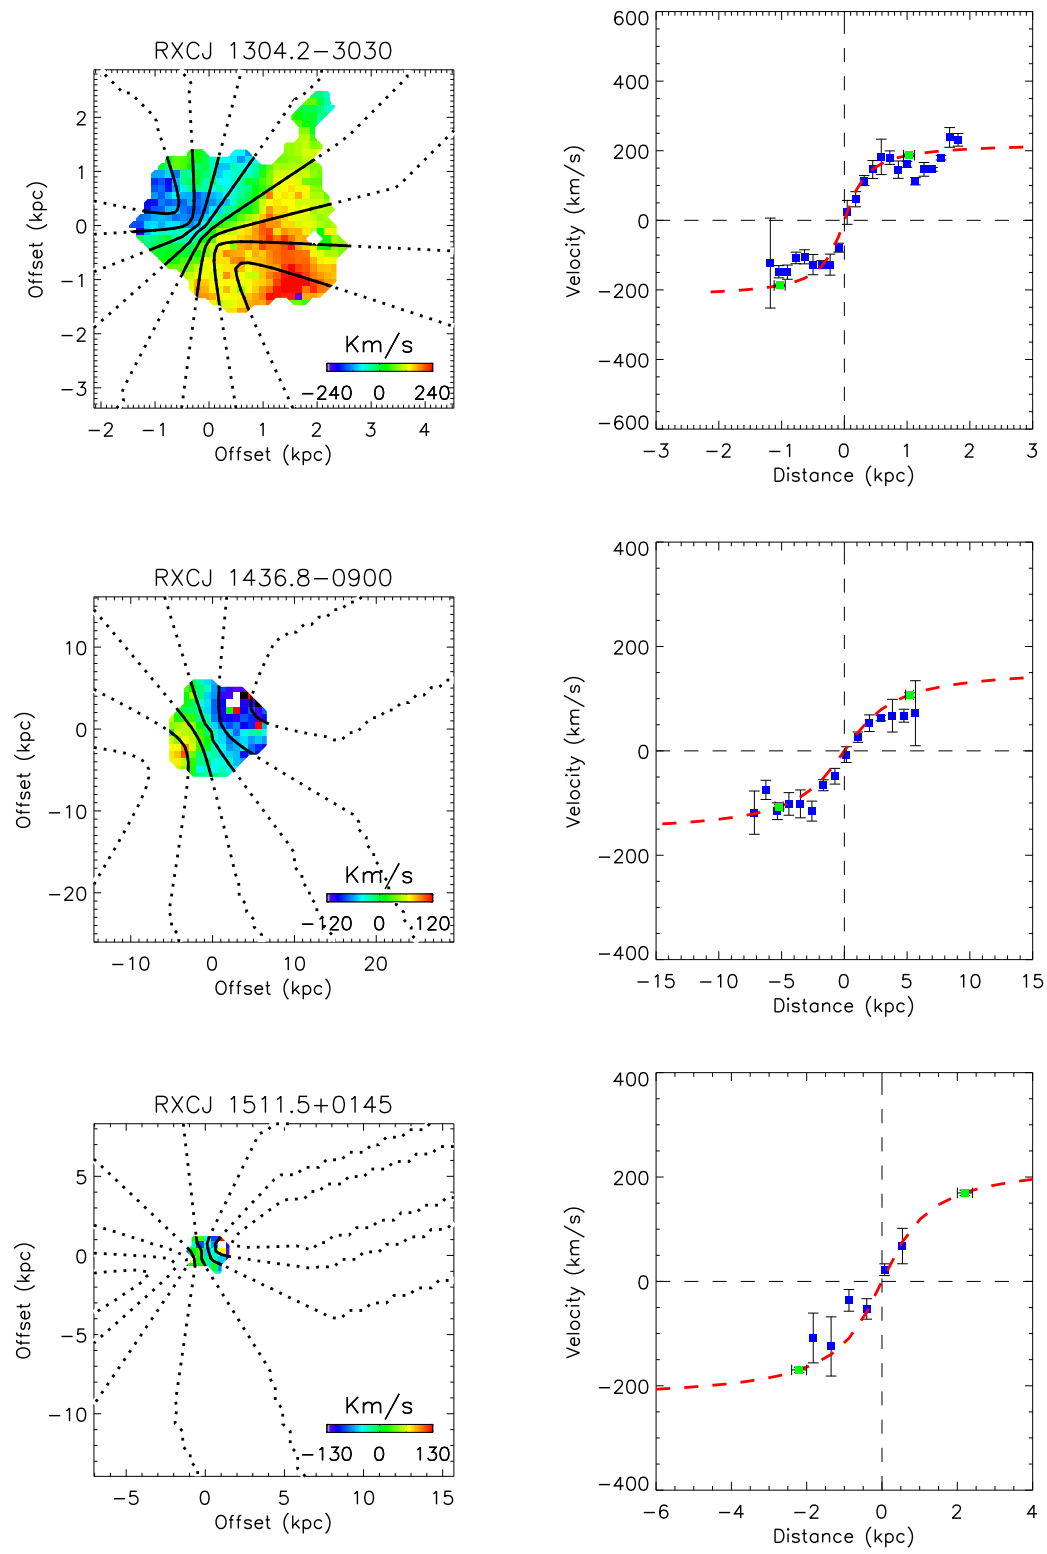 RXCJ 1304.2−3030
2
1
0
−1
−2
−3
Offset (kpc)
Km/s
−240 0 240
−2 −1 0 1 2 3 4
Offset (kpc)
600
400
200
0
−200
−400
−600
Velocity (km/s)
−3 −2 −1 0 1 2 3
Distance (kpc)
RXCJ 1436.8−0900
10
0
−10
−20
Offset (kpc)
Km/s
−120 0 120
−10 0 10 20
Offset (kpc)
400
200
0
−200
−400
Velocity (km/s)
−15 −10 −5 0 5 10 15
Distance (kpc)
RXCJ 1511.5+0145
5
0
−5
−10
Offset (kpc)
Km/s
−130 0 130
−5 0 5 10 15
Offset (kpc)
400
200
0
−200
−400
Velocity (km/s)
−6 −4 −2 0 2 4
Distance (kpc)